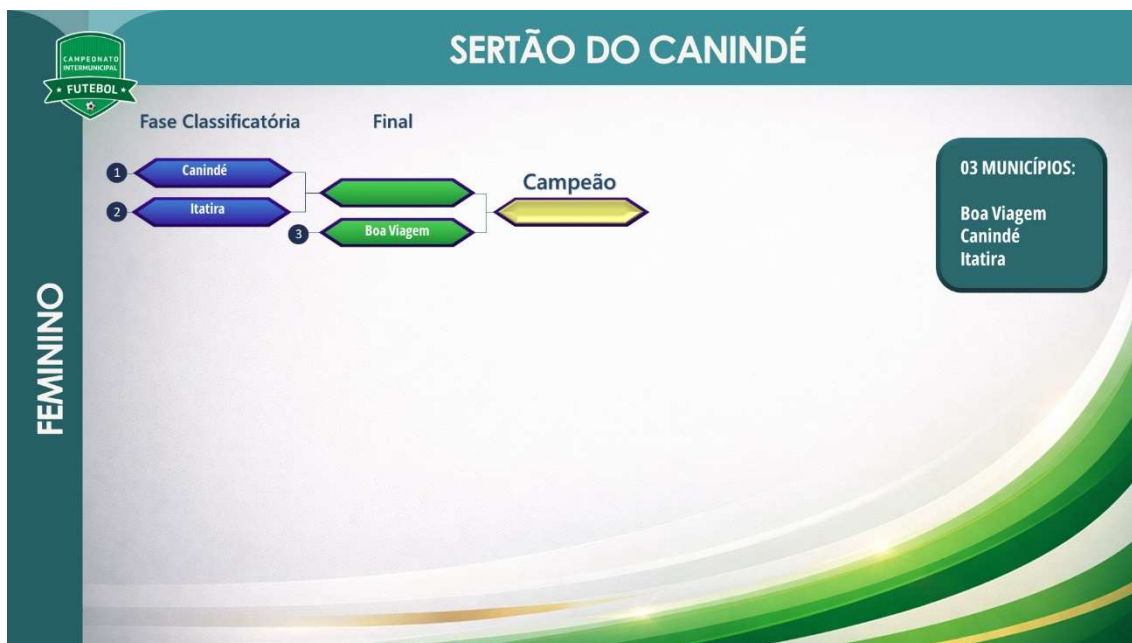 SERTÃO DO CANINDÉ
CAMPEONATO
INTERMUNICIPAL
FUTEBOL
FEMININO
Fase Classificatória
Final
Campeão
1
Canindé
2
Itatira
3
Boa Viagem
03 MUNICÍPIOS:
Boa Viagem
Canindé
Itatira